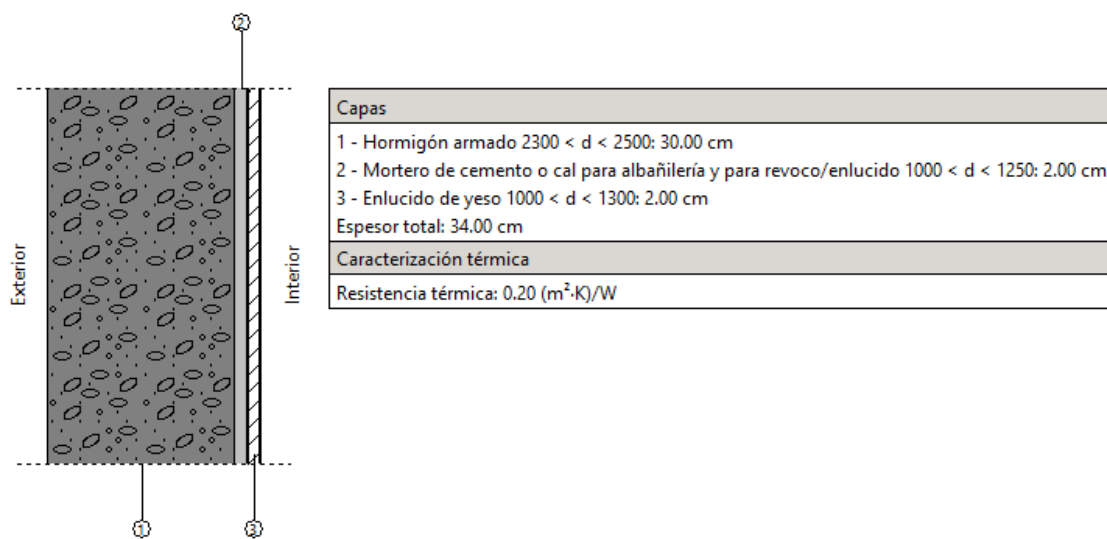 2
Exterior
Interior
1
3
Capas
1 - Hormigón armado 2300 < d < 2500: 30.00 cm
2 - Mortero de cemento o cal para albañilería y para revoco/enlucido 1000 < d < 1250: 2.00 cm
3 - Enlucido de yeso 1000 < d < 1300: 2.00 cm
Espesor total: 34.00 cm
Caracterización térmica
Resistencia térmica: 0.20 (m²·K)/W